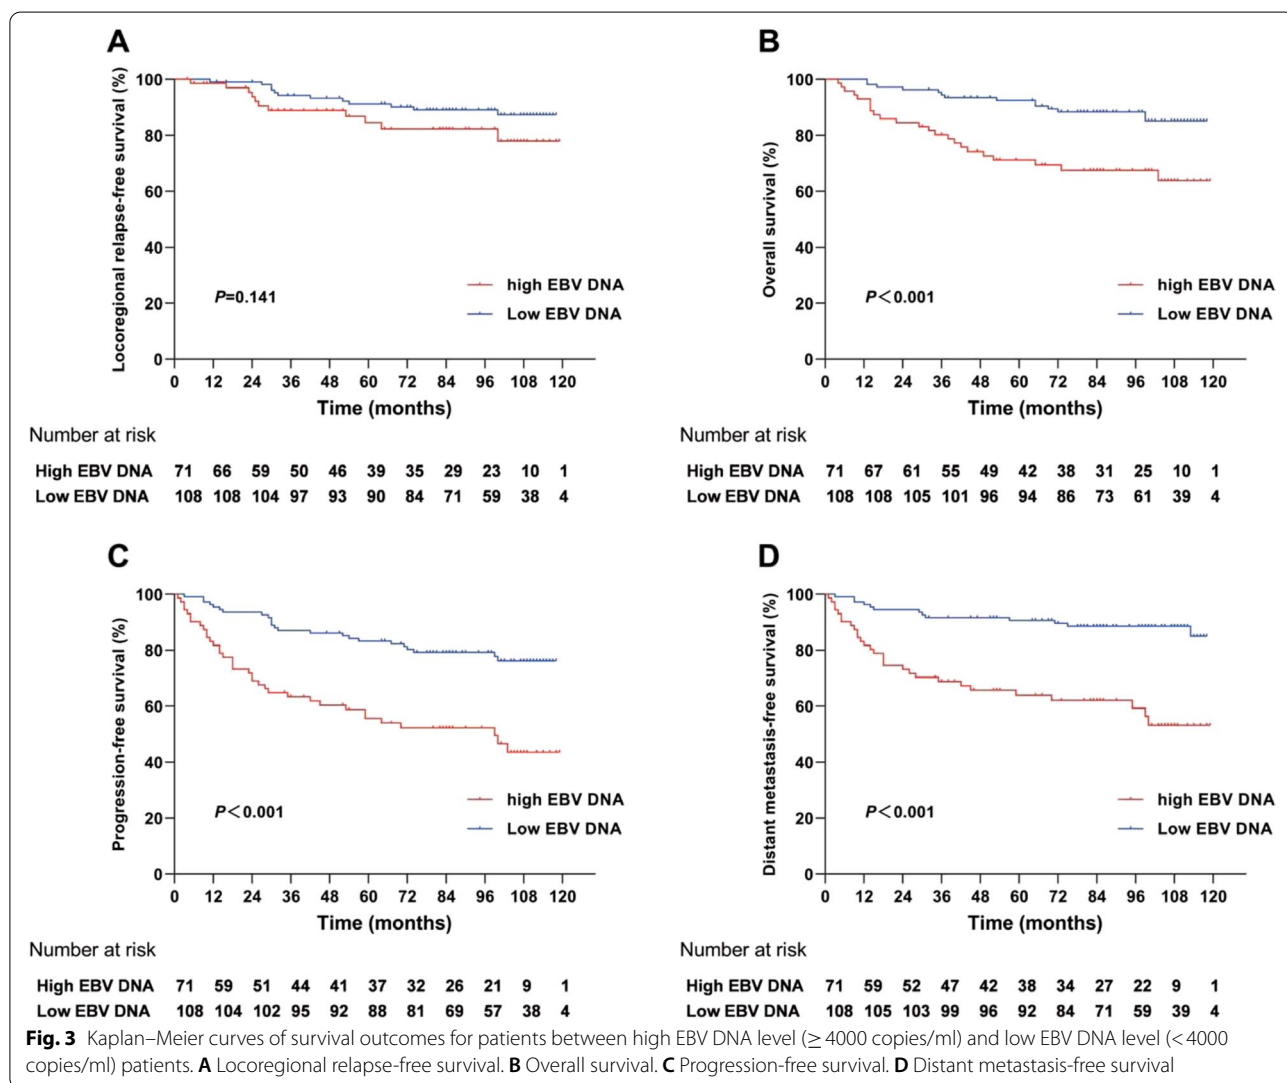 A
Locoregional relapse-free survival (%)
100
80
60
40
20
0
P=0.141
high EBV DNA
Low EBV DNA
0 12 24 36 48 60 72 84 96 108 120
Time (months)
Number at risk
High EBV DNA 71 66 59 50 46 39 35 29 23 10 1
Low EBV DNA 108 108 104 97 93 90 84 71 59 38 4
B
Overall survival (%)
100
80
60
40
20
0
P<0.001
high EBV DNA
Low EBV DNA
0 12 24 36 48 60 72 84 96 108 120
Time (months)
Number at risk
High EBV DNA 71 67 61 55 49 42 38 31 25 10 1
Low EBV DNA 108 108 105 101 96 94 86 73 61 39 4
C
Progression-free survival (%)
100
80
60
40
20
0
P<0.001
high EBV DNA
Low EBV DNA
0 12 24 36 48 60 72 84 96 108 120
Time (months)
Number at risk
High EBV DNA 71 59 51 44 41 37 32 26 21 9 1
Low EBV DNA 108 104 102 95 92 88 81 69 57 38 4
D
Distant metastasis-free survival (%)
100
80
60
40
20
0
P<0.001
high EBV DNA
Low EBV DNA
0 12 24 36 48 60 72 84 96 108 120
Time (months)
Number at risk
High EBV DNA 71 59 52 47 42 38 34 27 22 9 1
Low EBV DNA 108 105 103 99 96 92 84 71 59 39 4
Fig. 3 Kaplan–Meier curves of survival outcomes for patients between high EBV DNA level (≥ 4000 copies/ml) and low EBV DNA level (< 4000
copies/ml) patients. A Locoregional relapse-free survival. B Overall survival. C Progression-free survival. D Distant metastasis-free survival